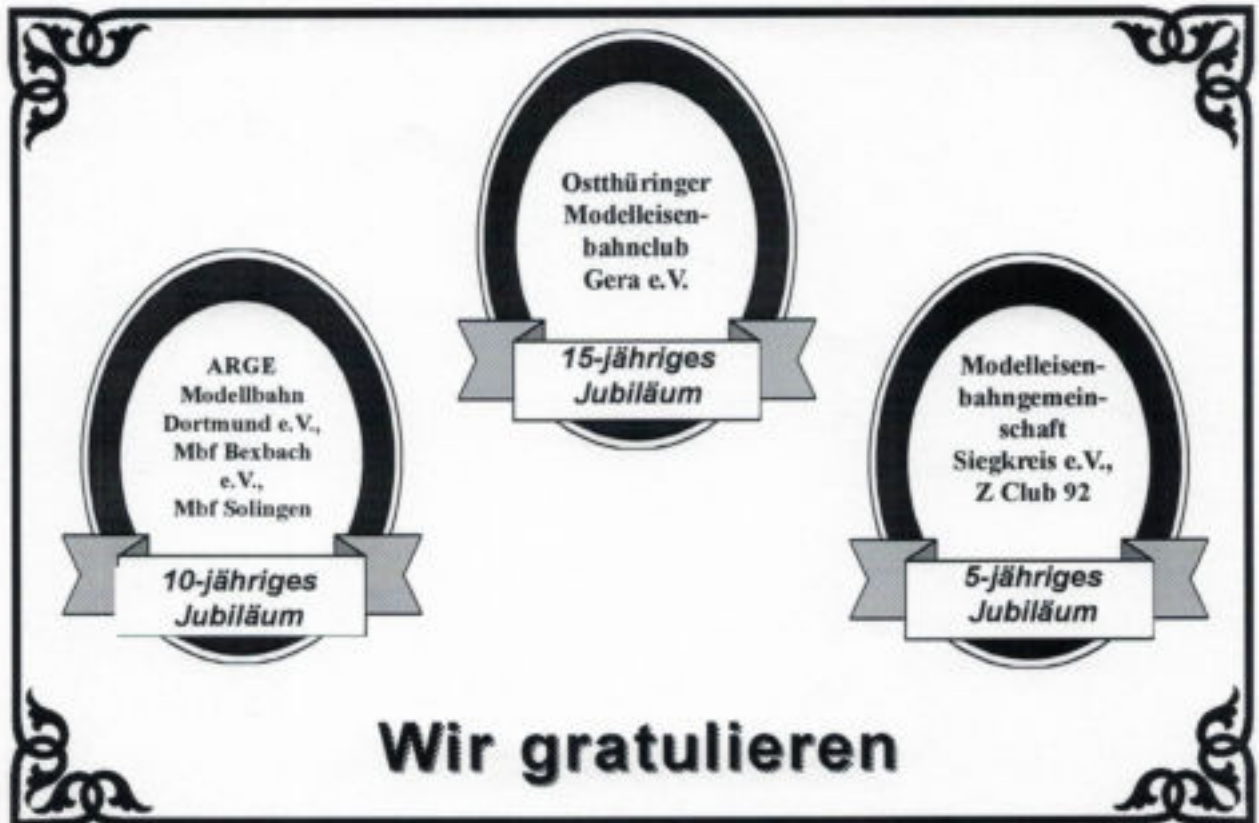 Ostthüringer
Modelleisen-
bahnclub
Gera e.V.
15-jähriges
Jubiläum
ARGE
Modellbahn
Dortmund e.V.,
Mbf Bexbach
e.V.,
Mbf Solingen
10-jähriges
Jubiläum
Modelleisen-
bahngemein-
schaft
Siegkreis e.V.,
Z Club 92
5-jähriges
Jubiläum
Wir gratulieren